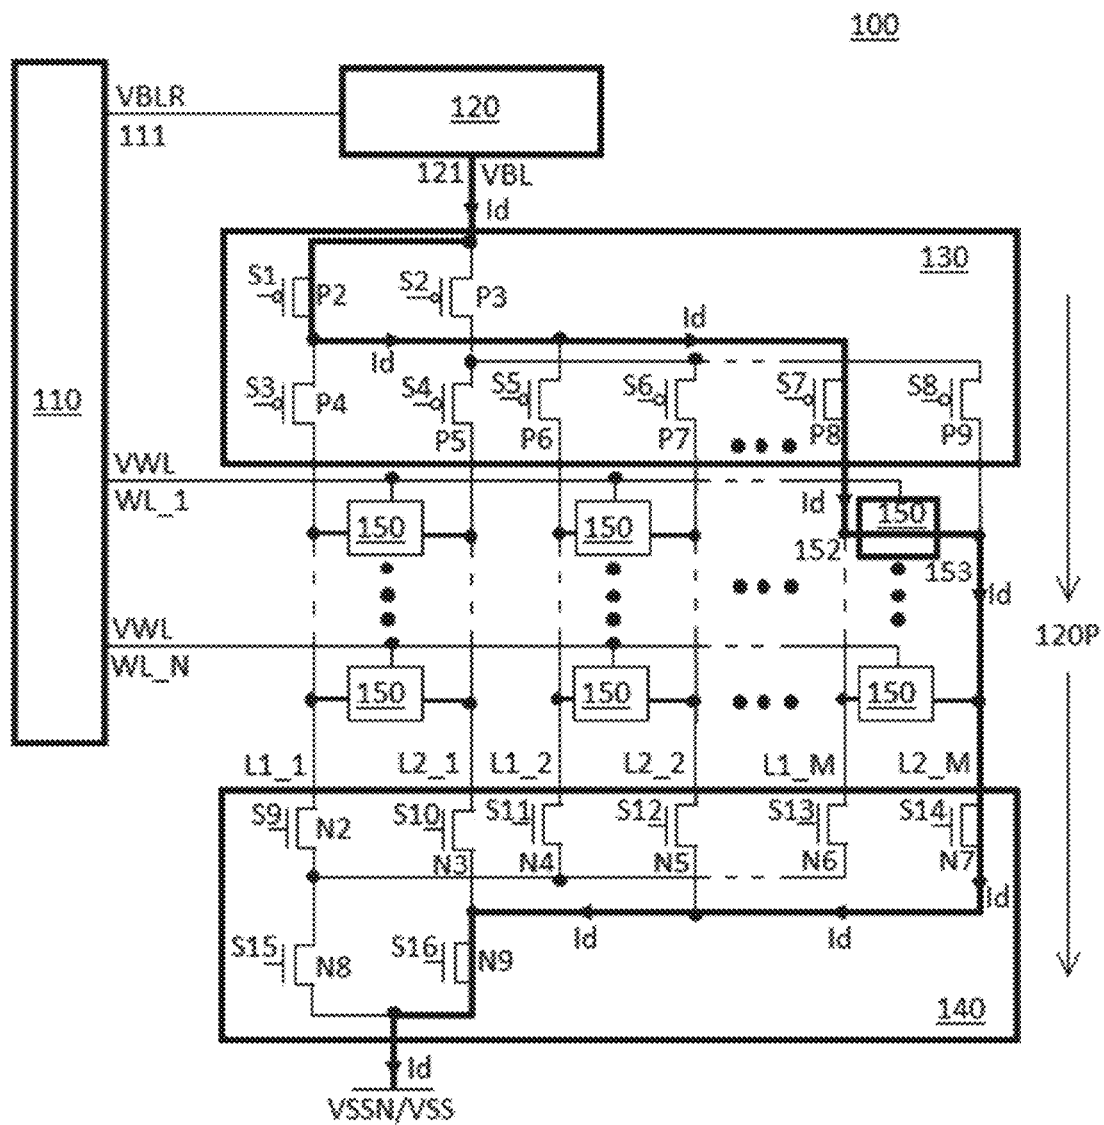 100
VBLR
111
120
121
VBL
Id
130
S1
P2
S2
P3
Id
Id
S3
P4
S4
P5
S5
P6
S6
P7
S7
P8
S8
P9
110
VWL
WL_1
150
150
Id
150
152
153
Id
120P
VWL
WL_N
150
150
150
L1_1
L2_1
L1_2
L2_2
L1_M
L2_M
S9
N2
S10
N3
S11
N4
S12
N5
S13
N6
S14
N7
Id
Id
Id
S15
N8
S16
N9
140
Id
VSSN/VSS